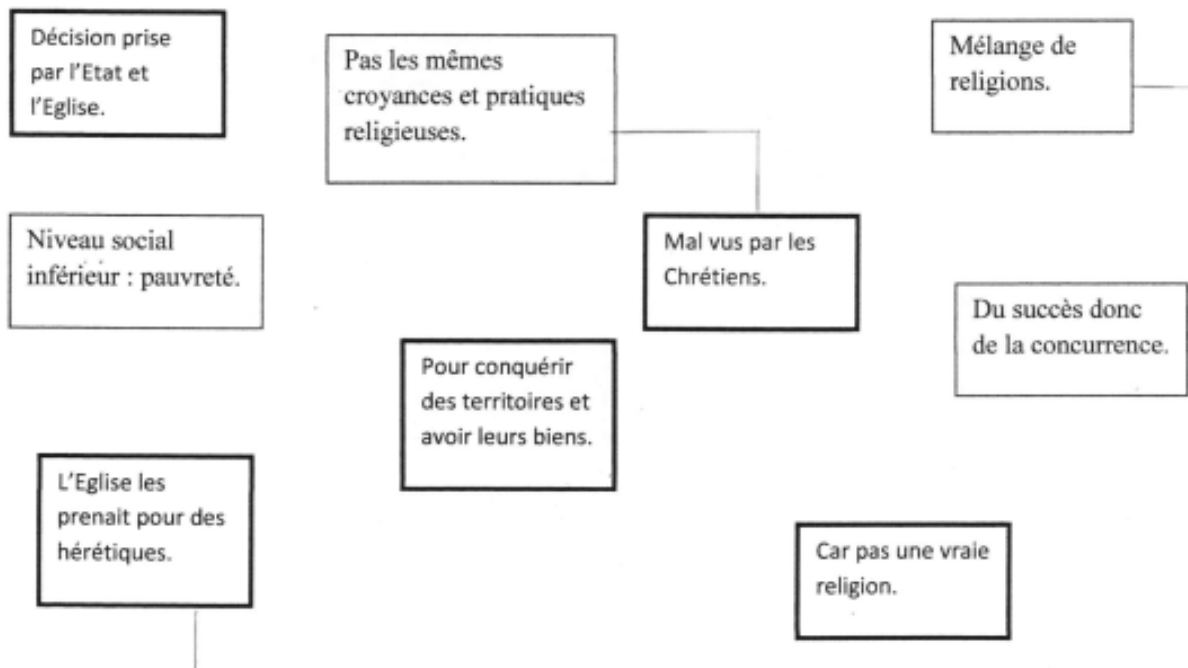 Décision prise
par l'Etat et
l'Eglise.
Pas les mêmes
croyances et pratiques
religieuses.
Mélange de
religions.
Niveau social
inférieur : pauvreté.
Mal vus par les
Chrétiens.
Du succès donc
de la concurrence.
Pour conquérir
des territoires et
avoir leurs biens.
L'Eglise les
prenait pour des
hérétiques.
Car pas une vraie
religion.